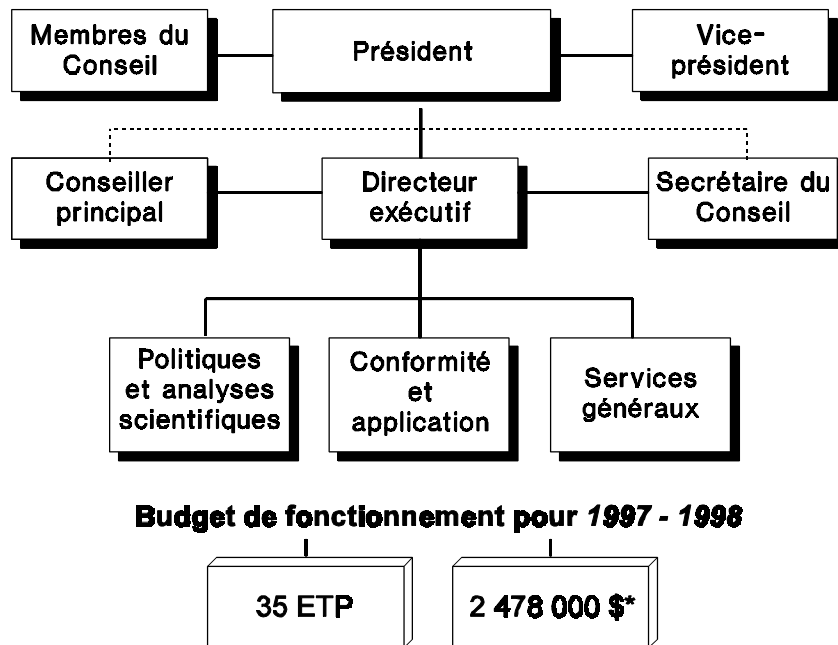 Membres du
Conseil
Président
Vice-
président
Conseiller
principal
Directeur
exécutif
Secrétaire du
Conseil
Politiques
et analyses
scientifiques
Conformité
et
application
Services
généraux
Budget de fonctionnement pour 1997 - 1998
35 ETP
2 478 000 $*